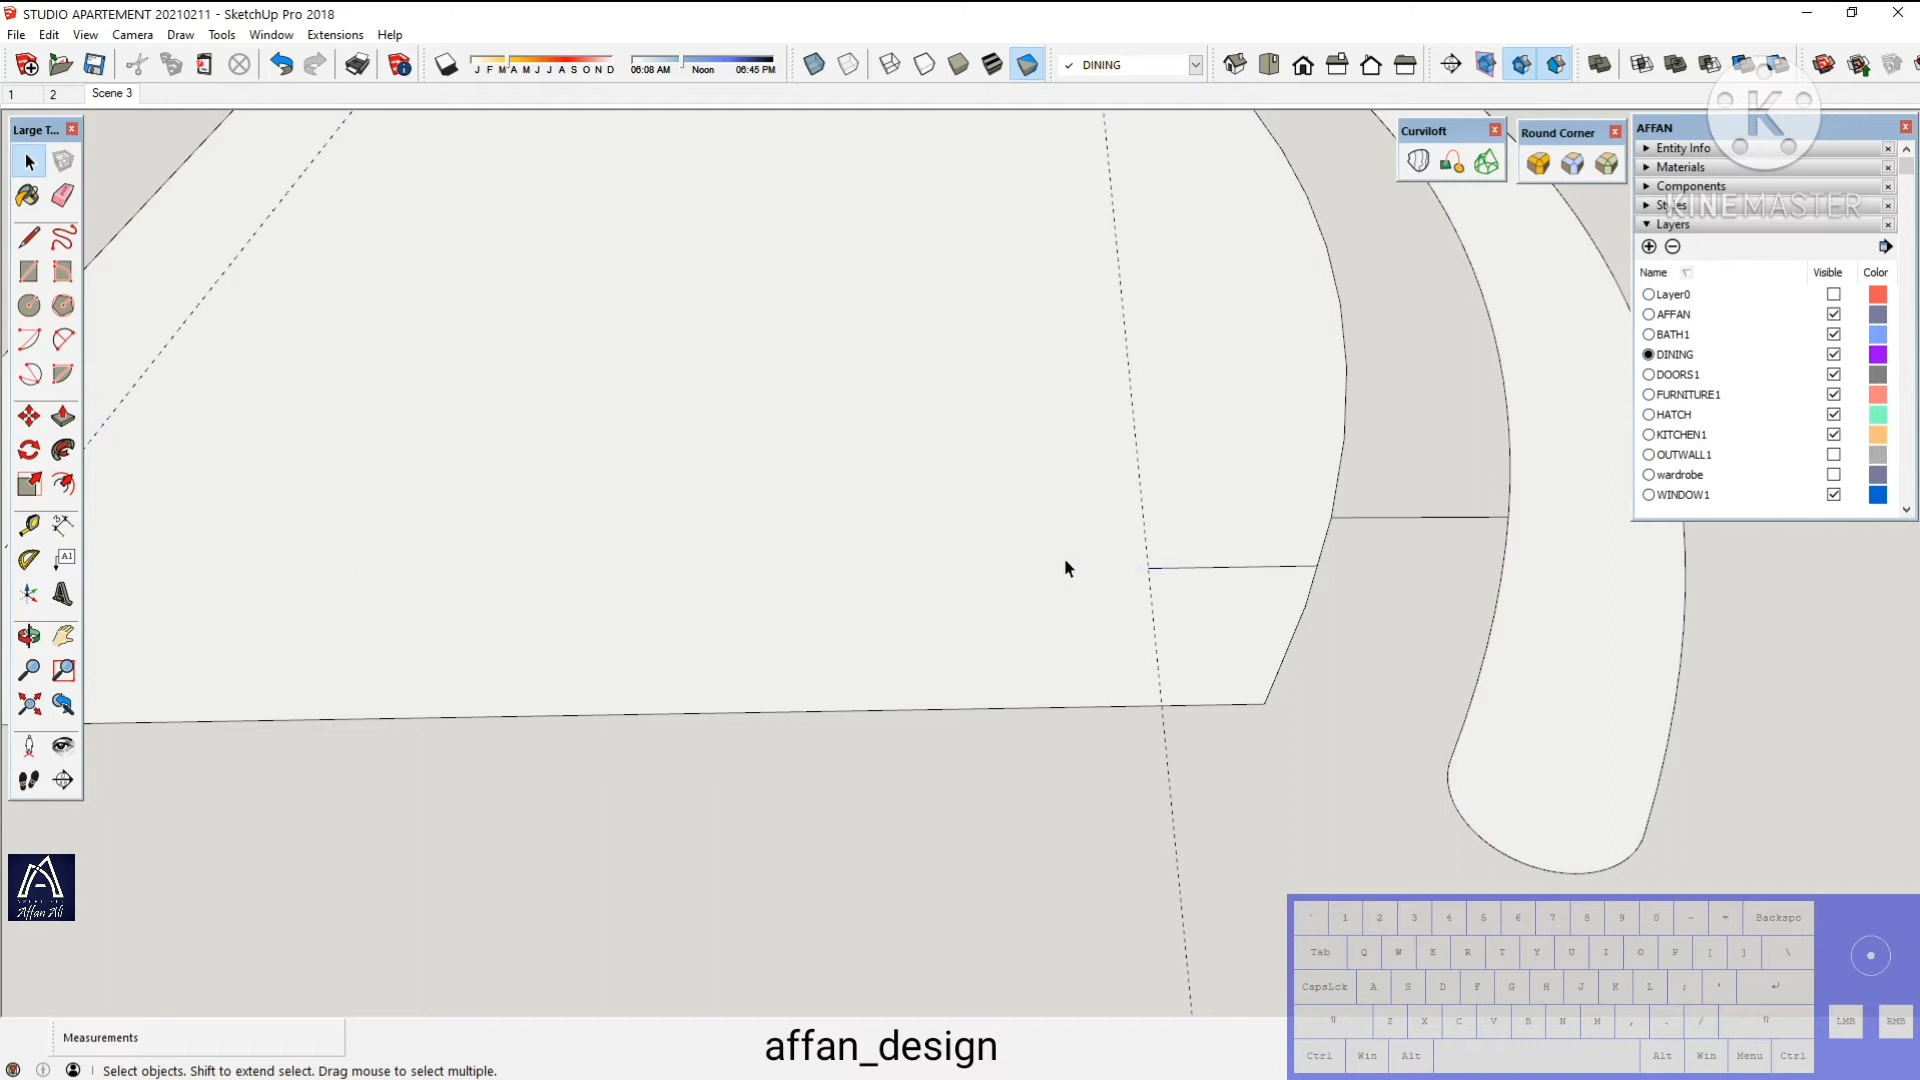 STUDIO APARTEMENT 20210211 - SketchUp Pro 2018
File Edit View Camera Draw Tools Window Extensions Help
J F M A M J J A S O N D
06:08 AM Noon 06:45 PM
✓ DINING
1 2 Scene 3
Large T...
A1
Curviloft
Round Corner
AFFAN
Entity Info
Materials
Components
Styles
Layers
K
KINEMASTER
Name Visible Color
Layer0
AFFAN
BATH1
DINING
DOORS1
FURNITURE1
HATCH
KITCHEN1
OUTWALL1
wardrobe
WINDOW1
Affan Ali
` 1 2 3 4 5 6 7 8 9 0 - = Backspc
Tab Q W E R T Y U I O P [ ] \
CapsLck A S D F G H J K L ; '
Z X C V B N M , . /
Ctrl Win Alt Alt Win Menu Ctrl
LMB RMB
Measurements
affan_design
Select objects. Shift to extend select. Drag mouse to select multiple.